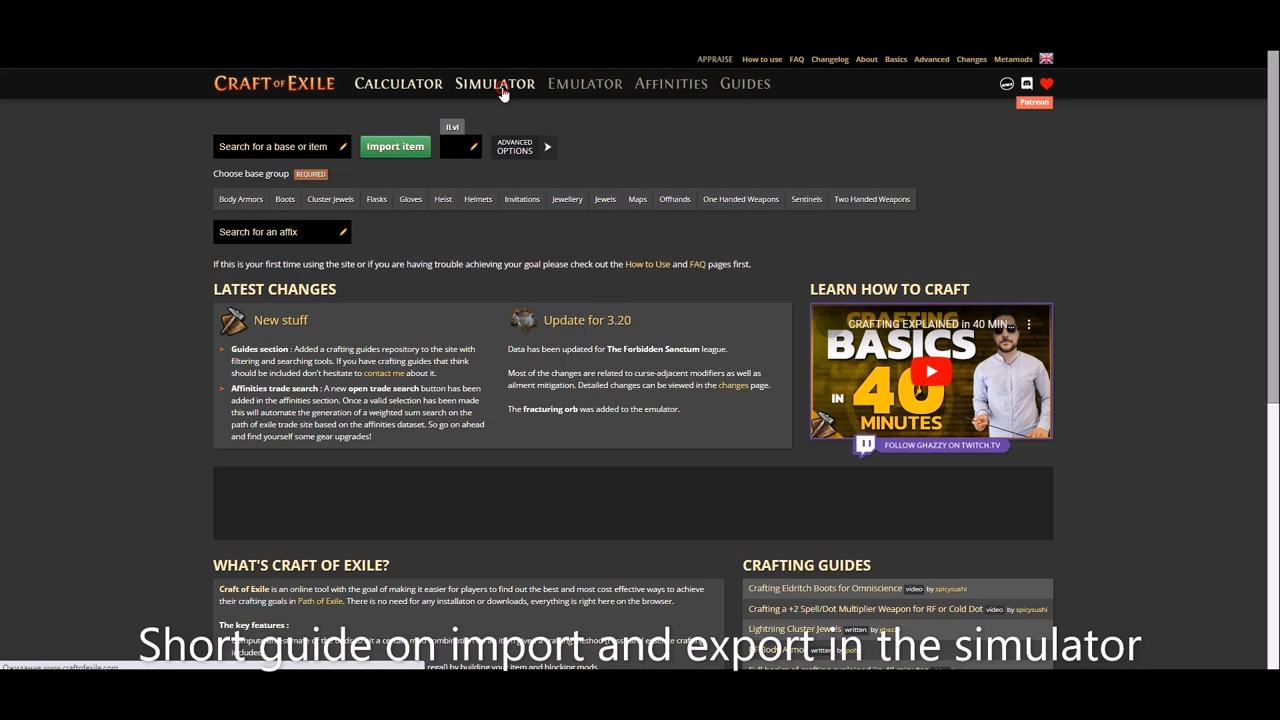 APPRAISE How to use FAQ Changelog About Basics Advanced Changes Metamods
CRAFT OF EXILE CALCULATOR SIMULATOR EMULATOR AFFINITIES GUIDES
Patreon
ILvl
Search for a base or item Import item ADVANCED OPTIONS
Choose base group REQUIRED
Body Armors Boots Cluster Jewels Flasks Gloves Heist Helmets Invitations Jewellery Jewels Maps Offhands One Handed Weapons Sentinels Two Handed Weapons
Search for an affix
If this is your first time using the site or if you are having trouble achieving your goal please check out the How to Use and FAQ pages first.
LATEST CHANGES
New stuff
Guides section : Added a crafting guides repository to the site with
filtering and searching tools. If you have crafting guides that think
should be included don't hesitate to contact me about it.
Affinities trade search : A new open trade search button has been
added in the affinities section. Once a valid selection has been made
this will automate the generation of a weighted sum search on the
path of exile trade site based on the affinities dataset. So go on ahead
and find yourself some gear upgrades!
Update for 3.20
Data has been updated for The Forbidden Sanctum league.
Most of the changes are related to curse-adjacent modifiers as well as
ailment mitigation. Detailed changes can be viewed in the changes page.
The fracturing orb was added to the emulator.
LEARN HOW TO CRAFT
CRAFTING EXPLAINED in 40 MIN...
CRAFTING
BASICS
IN 40
MINUTES
FOLLOW GHAZZY ON TWITCH.TV
WHAT'S CRAFT OF EXILE?
Craft of Exile is an online tool with the goal of making it easier for players to find out the best and most cost effective ways to
achieve their crafting goals in Path of Exile. There is no need for any installaton or downloads, everything is right here on the browser.
The key features :
regal) by building your item and blocking mods.
CRAFTING GUIDES
Crafting Eldritch Boots for Omniscience video by spicysushi
Crafting a +2 Spell/Dot Multiplier Weapon for RF or Cold Dot video by spicysushi
Lightning Cluster Jewels written by
Short guide on import and export in the simulator